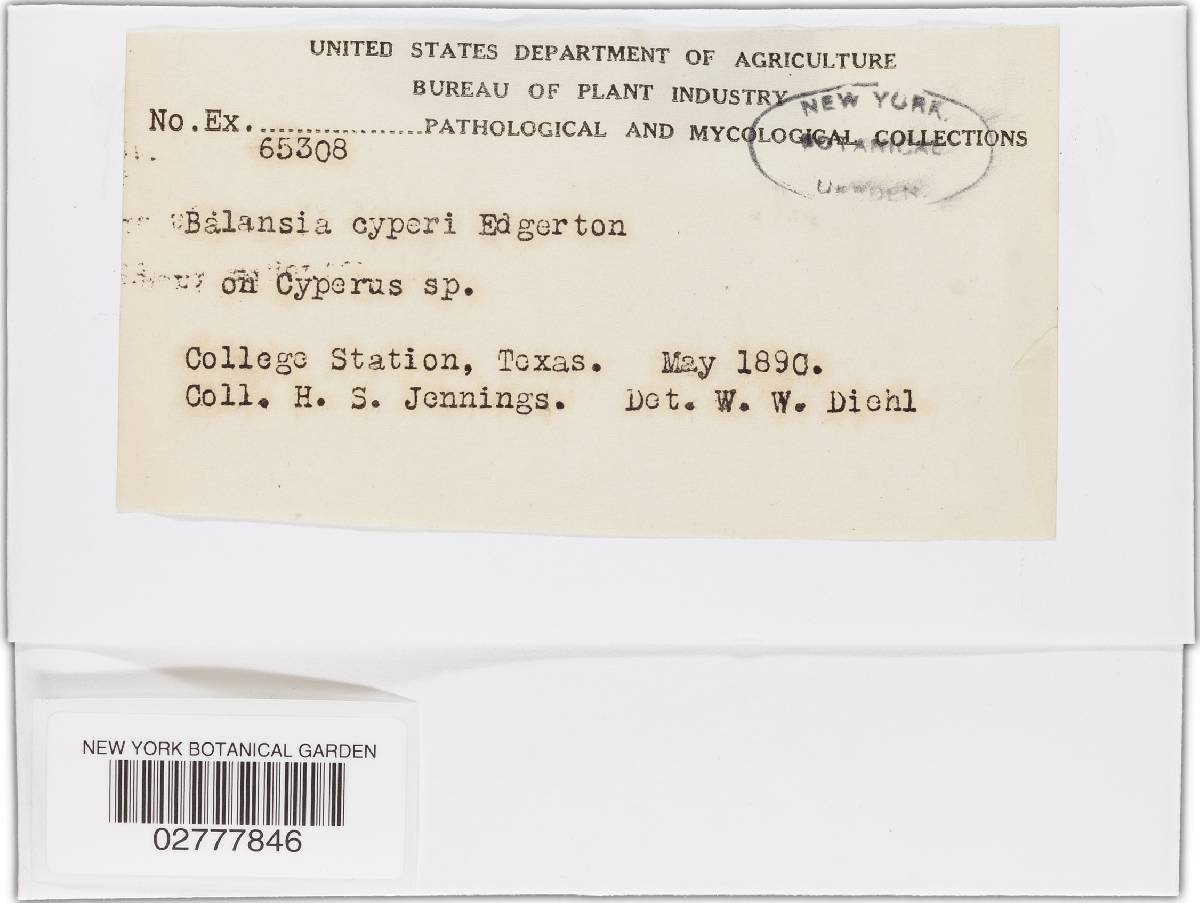 UNITED STATES DEPARTMENT OF AGRICULTURE
BUREAU OF PLANT INDUSTRY
No.Ex...................PATHOLOGICAL AND MYCOLOGICAL COLLECTIONS
65308
NEW YORK
BOTANICAL
GARDEN
Balansia cyperi Edgerton
on Cyperus sp.
College Station, Texas. May 1890.
Coll. H. S. Jennings. Det. W. W. Diehl
NEW YORK BOTANICAL GARDEN
02777846